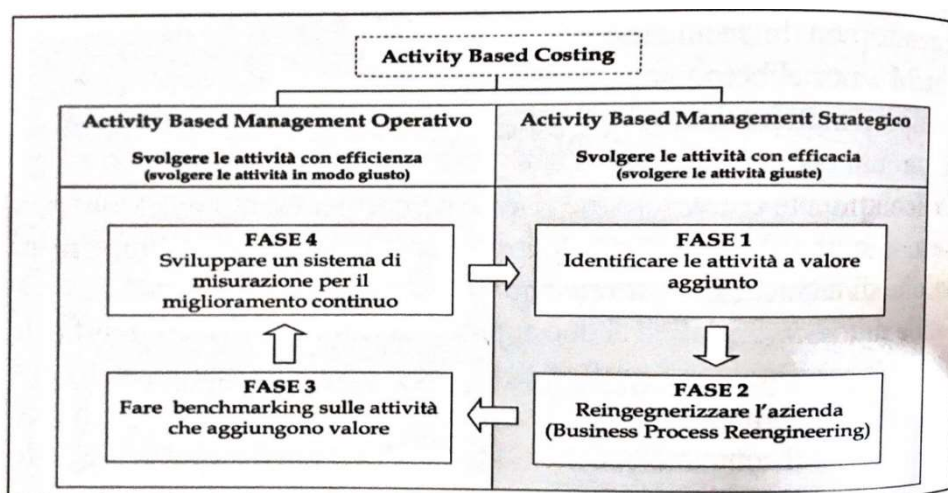 Activity Based Costing
Activity Based Management Operativo
Svolgere le attività con efficienza
(svolgere le attività in modo giusto)
Activity Based Management Strategico
Svolgere le attività con efficacia
(svolgere le attività giuste)
FASE 4
Sviluppare un sistema di
misurazione per il
miglioramento continuo
FASE 1
Identificare le attività a valore
aggiunto
FASE 3
Fare benchmarking sulle attività
che aggiungono valore
FASE 2
Reingegnerizzare l'azienda
(Business Process Reengineering)